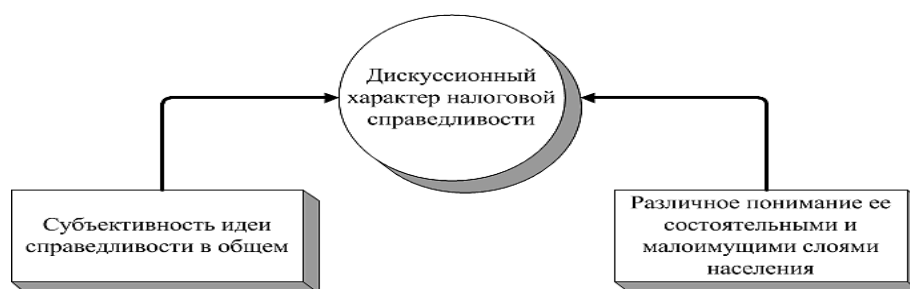 Дискуссионный
характер налоговой
справедливости
Субъективность идеи
справедливости в общем
Различное понимание ее
состоятельными и
малоимущими слоями
населения